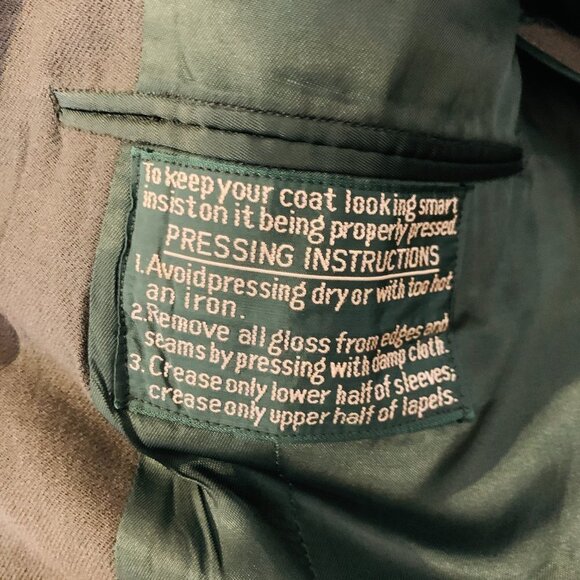 To keep your coat looking smart
insist on it being properly pressed.
PRESSING INSTRUCTIONS
1. Avoid pressing dry or with too hot
an iron.
2. Remove all gloss from edges and
seams by pressing with damp cloth.
3. Crease only lower half of sleeves;
crease only upper half of lapels.